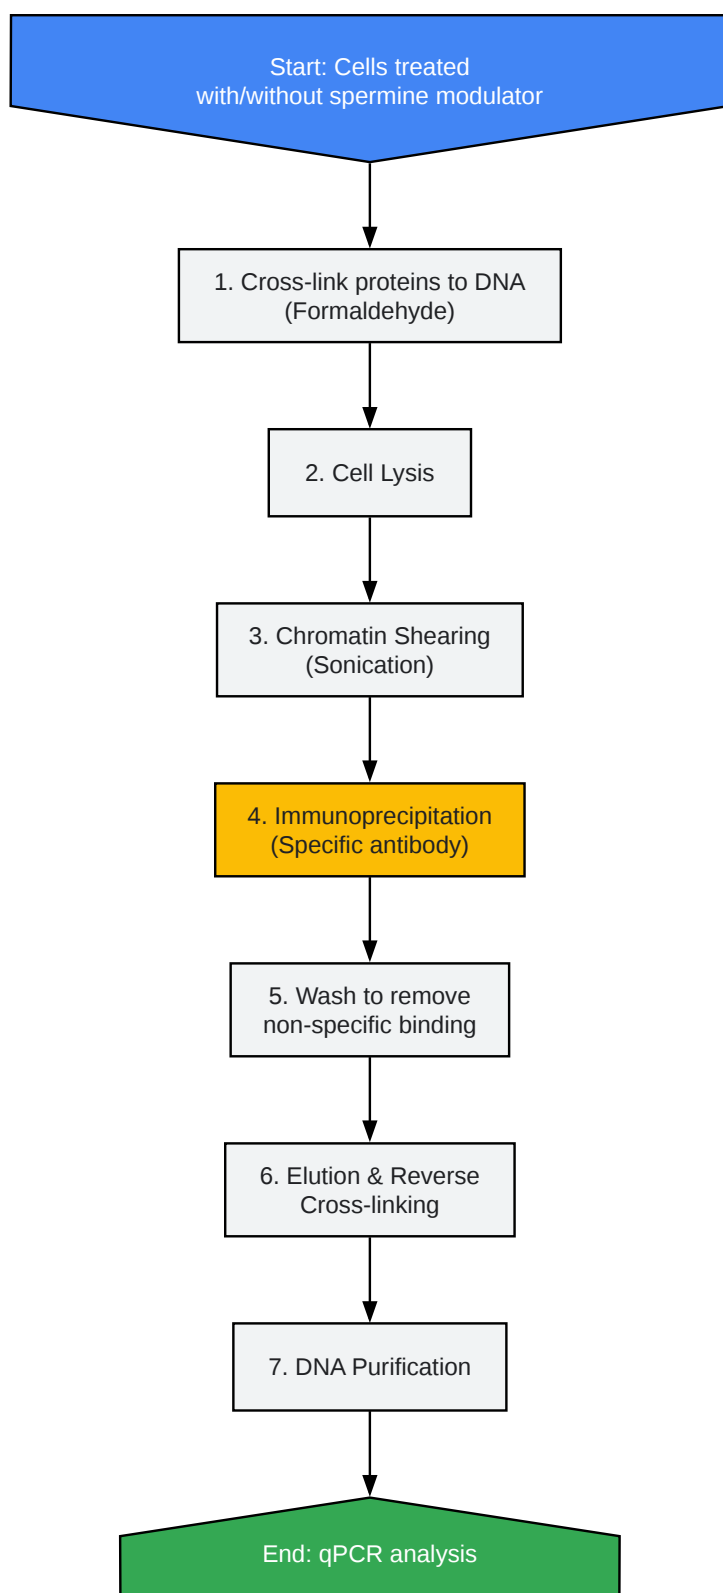 Start: Cells treated
with/without spermine modulator
1. Cross-link proteins to DNA
(Formaldehyde)
2. Cell Lysis
3. Chromatin Shearing
(Sonication)
4. Immunoprecipitation
(Specific antibody)
5. Wash to remove
non-specific binding
6. Elution & Reverse
Cross-linking
7. DNA Purification
End: qPCR analysis